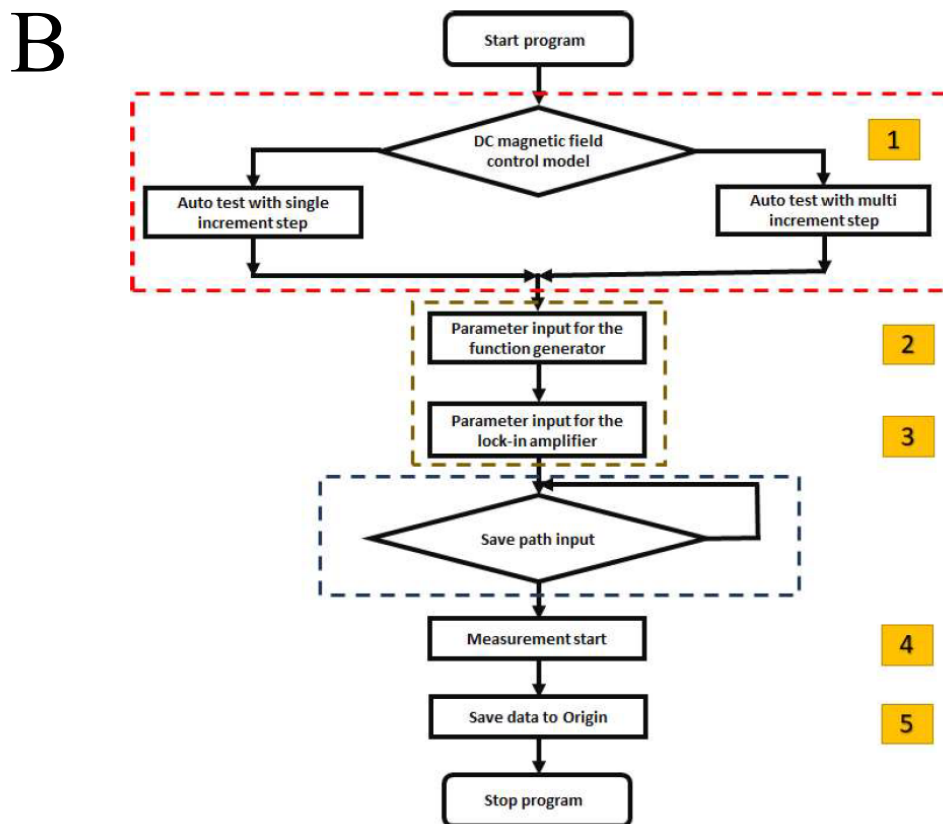 B
Start program
DC magnetic field
control model
1
Auto test with single
increment step
Auto test with multi
increment step
Parameter input for the
function generator
2
Parameter input for the
lock-in amplifier
3
Save path input
Measurement start
4
Save data to Origin
5
Stop program